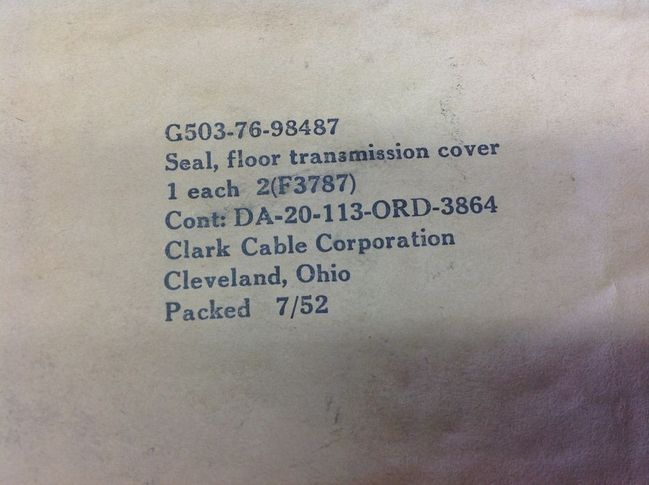 G503-76-98487
Seal, floor transmission cover
1 each 2(F3787)
Cont: DA-20-113-ORD-3864
Clark Cable Corporation
Cleveland, Ohio
Packed 7/52